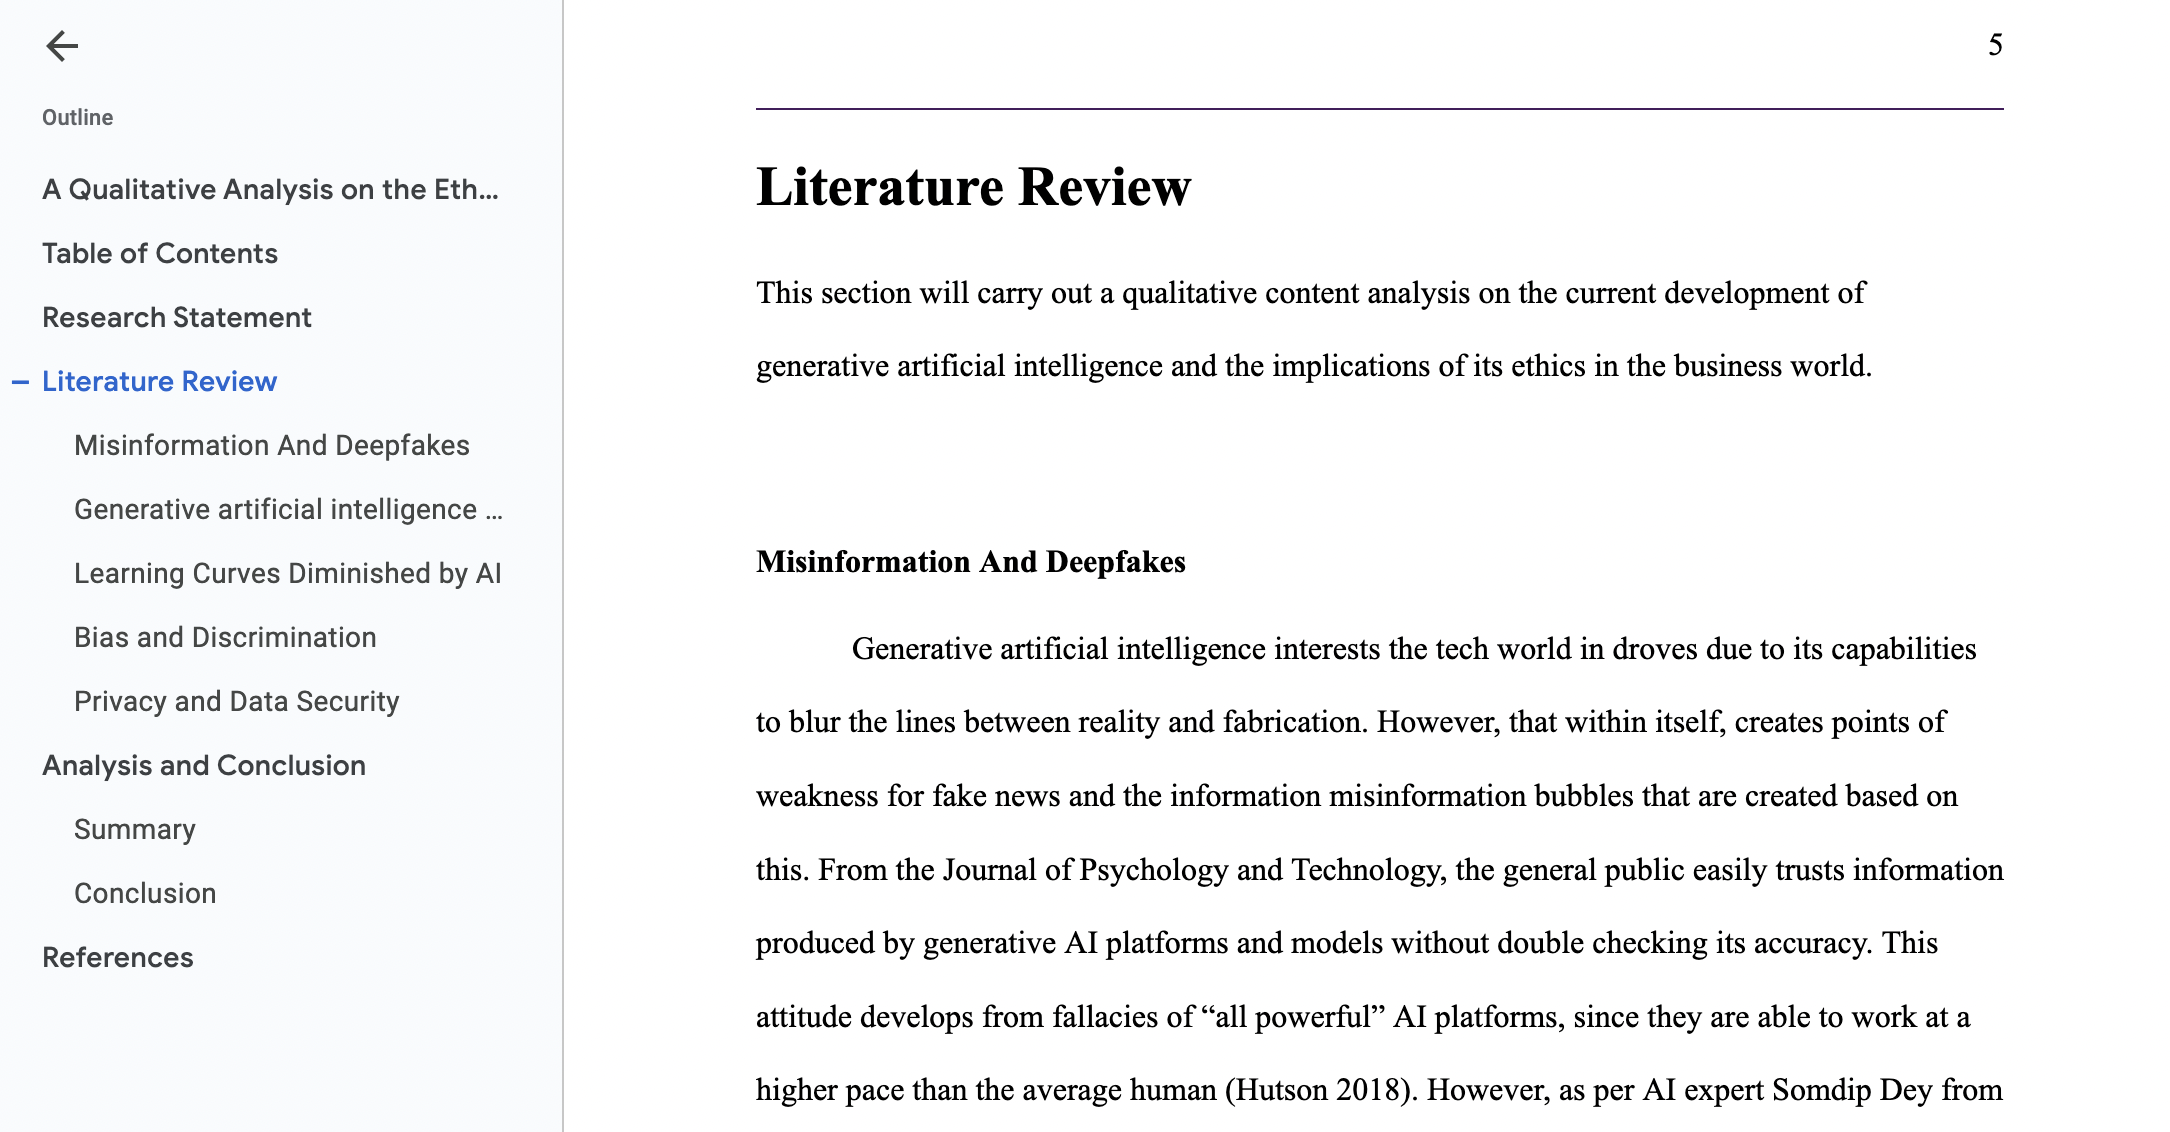 Outline
A Qualitative Analysis on the Eth...
Table of Contents
Research Statement
Literature Review
Misinformation And Deepfakes
Generative artificial intelligence ...
Learning Curves Diminished by AI
Bias and Discrimination
Privacy and Data Security
Analysis and Conclusion
Summary
Conclusion
References
5
Literature Review
This section will carry out a qualitative content analysis on the current development of
generative artificial intelligence and the implications of its ethics in the business world.
Misinformation And Deepfakes
Generative artificial intelligence interests the tech world in droves due to its capabilities
to blur the lines between reality and fabrication. However, that within itself, creates points of
weakness for fake news and the information misinformation bubbles that are created based on
this. From the Journal of Psychology and Technology, the general public easily trusts information
produced by generative AI platforms and models without double checking its accuracy. This
attitude develops from fallacies of “all powerful” AI platforms, since they are able to work at a
higher pace than the average human (Hutson 2018). However, as per AI expert Somdip Dey from